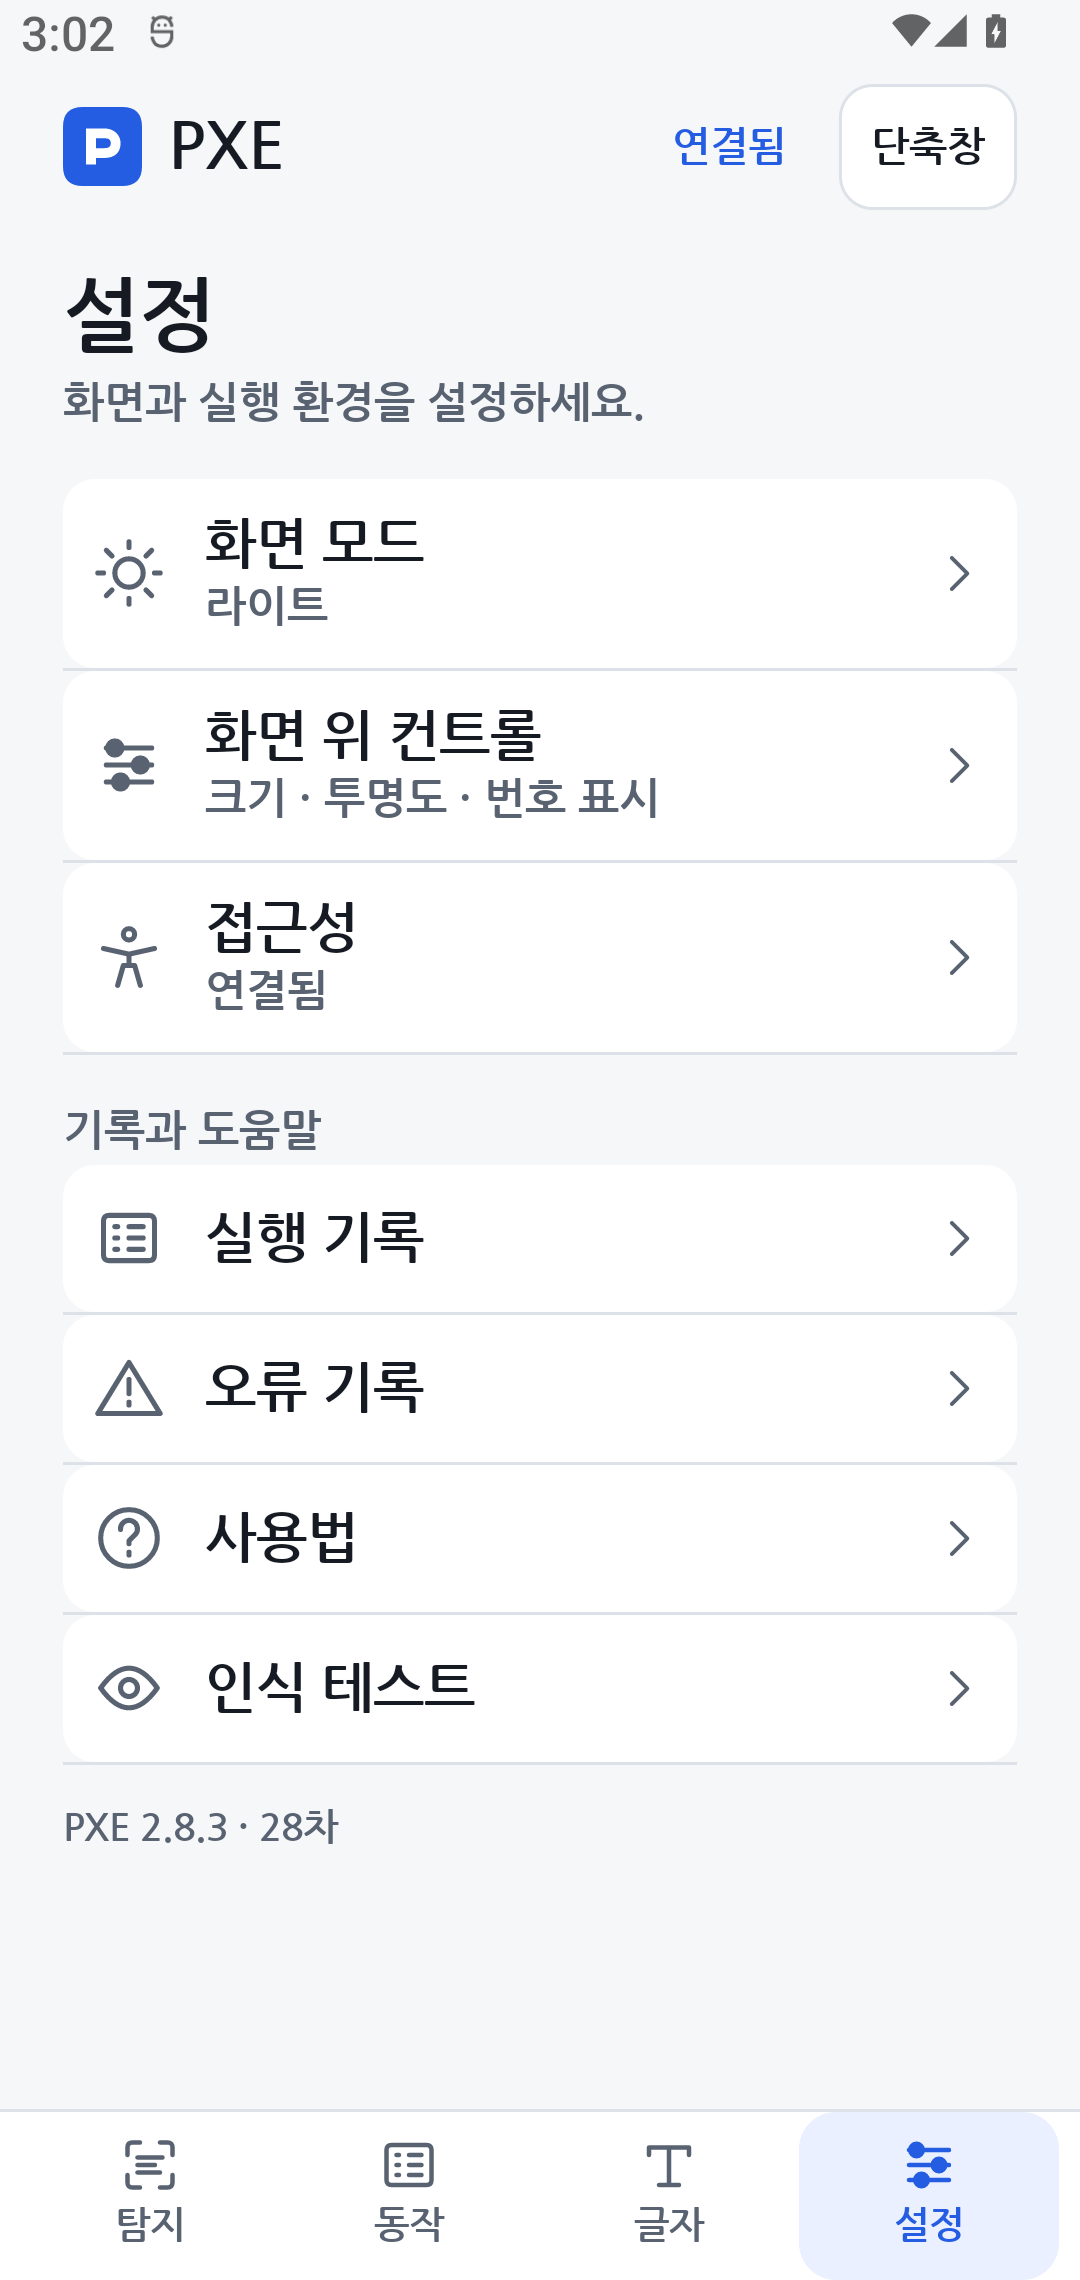 3:02
PXE
연결됨
단축창
설정
화면과 실행 환경을 설정하세요.
화면 모드
라이트
화면 위 컨트롤
크기 · 투명도 · 번호 표시
접근성
연결됨
기록과 도움말
실행 기록
오류 기록
사용법
인식 테스트
PXE 2.8.3 · 28차
탐지
동작
글자
설정